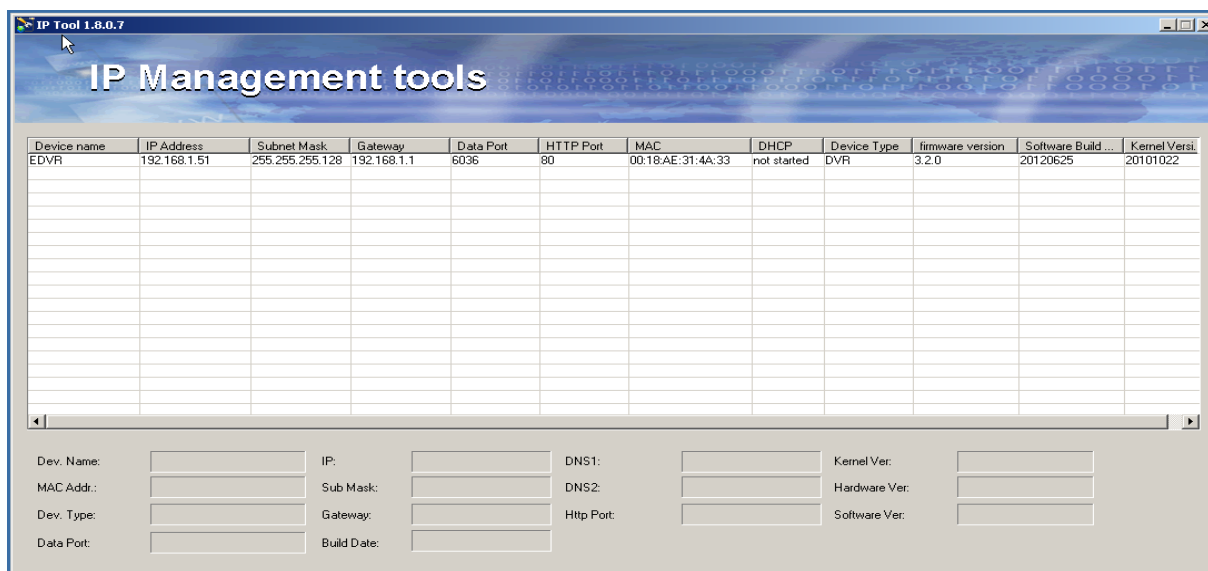 IP Tool 1.8.0.7
IP Management tools
Device name IP Address Subnet Mask Gateway Data Port HTTP Port MAC DHCP Device Type firmware version Software Build ... Kernel Versi.
EDVR 192.168.1.51 255.255.255.128 192.168.1.1 6036 80 00:18:AE:31:4A:33 not started DVR 3.2.0 20120625 20101022
Dev. Name: IP: DNS1: Kernel Ver:
MAC Addr.: Sub Mask: DNS2: Hardware Ver:
Dev. Type: Gateway: Http Port: Software Ver:
Data Port: Build Date: